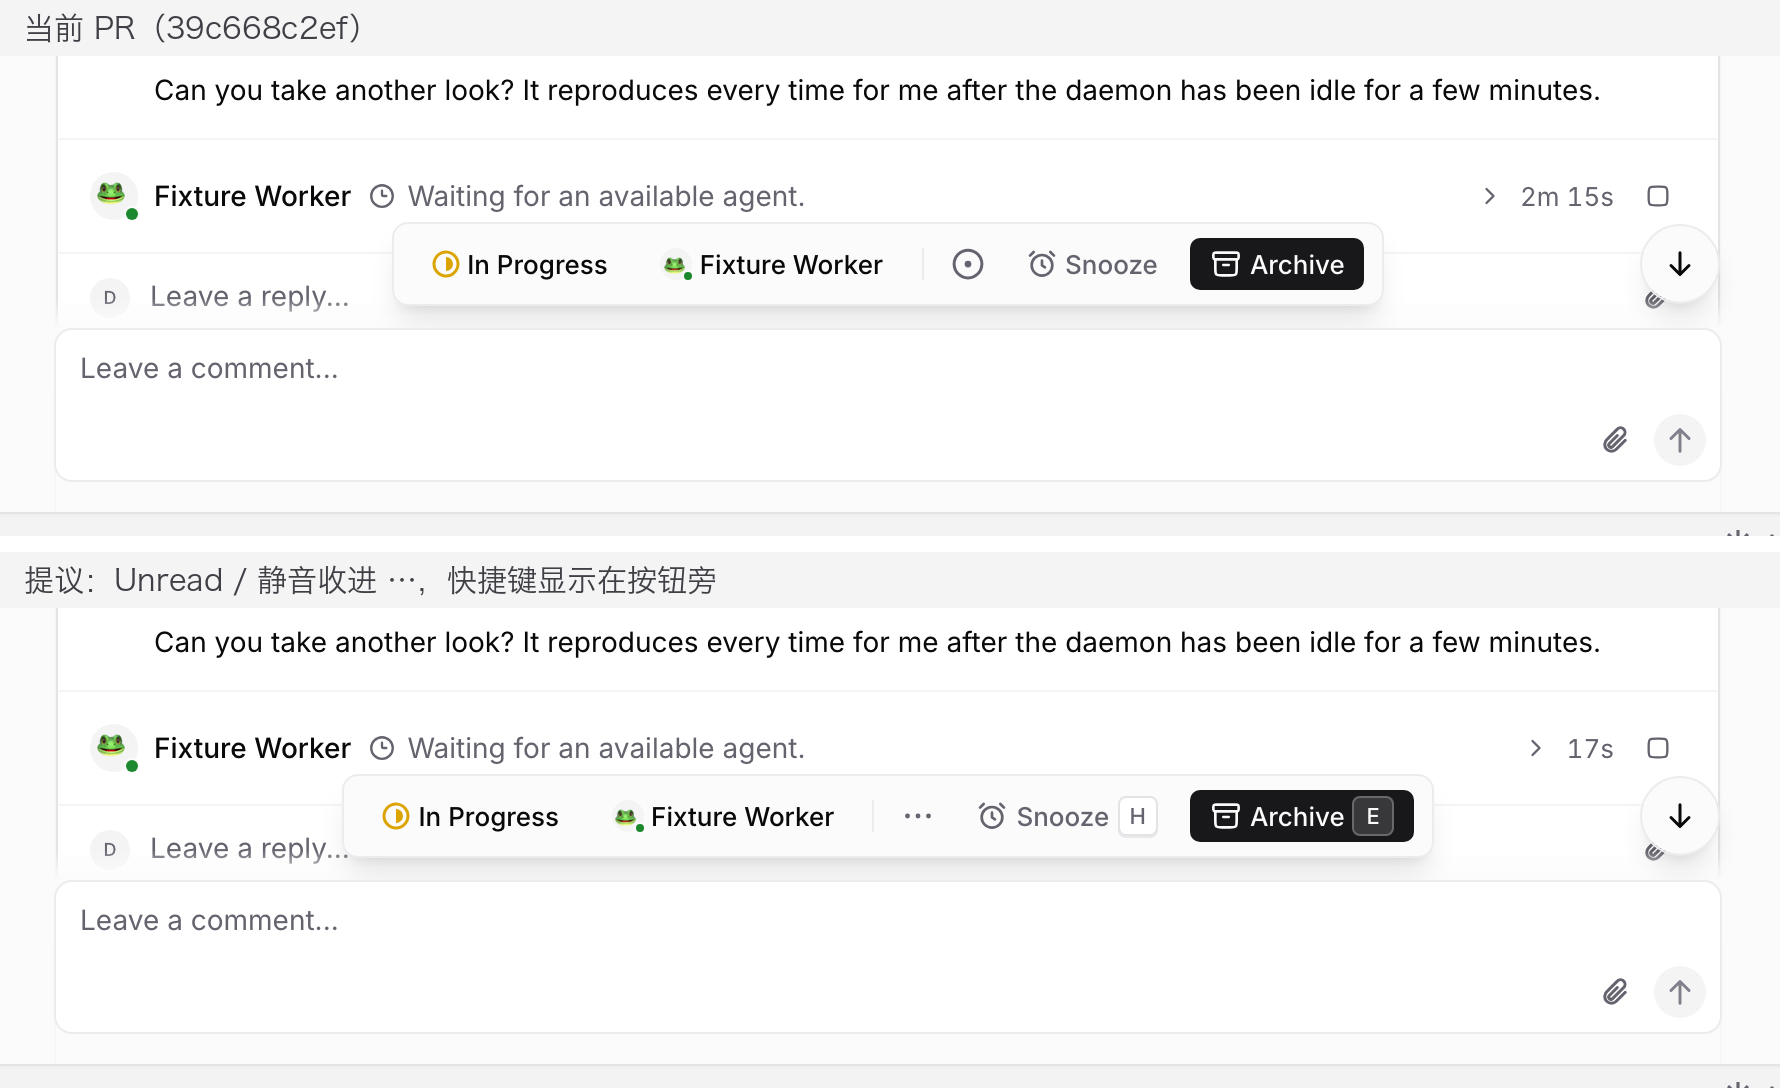 当前 PR（39c668c2ef）
Can you take another look? It reproduces every time for me after the daemon has been idle for a few minutes.
Fixture Worker Waiting for an available agent. 2m 15s
In Progress Fixture Worker Snooze Archive
D Leave a reply...
Leave a comment...
提议：Unread / 静音收进 …，快捷键显示在按钮旁
Can you take another look? It reproduces every time for me after the daemon has been idle for a few minutes.
Fixture Worker Waiting for an available agent. 17s
In Progress Fixture Worker ... Snooze H Archive E
D Leave a reply...
Leave a comment...